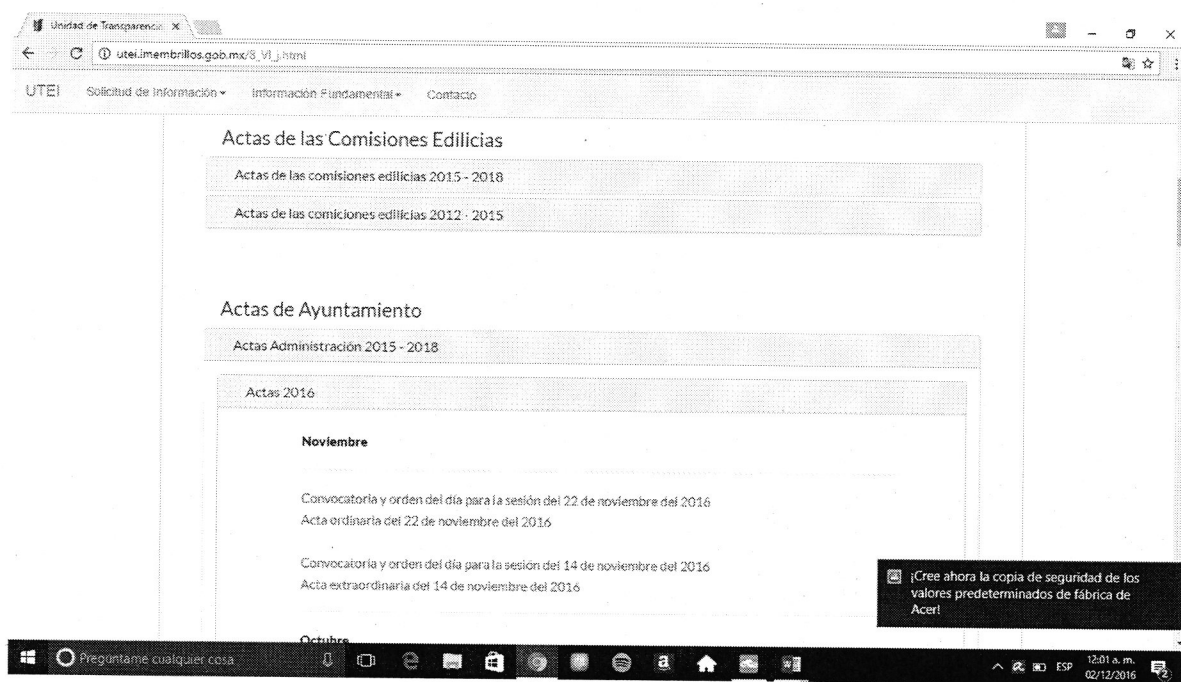 Unidad de Transparencia
utei.imembrillos.gob.mx/8_VI_j.html
UTEI Solicitud de Información Información Fundamental Contacto
Actas de las Comisiones Edilicias
Actas de las comisiones edilicias 2015 - 2018
Actas de las comiciones edilicias 2012 - 2015
Actas de Ayuntamiento
Actas Administración 2015 - 2018
Actas 2016
Noviembre
Convocatoria y orden del día para la sesión del 22 de noviembre del 2016
Acta ordinaria del 22 de noviembre del 2016
Convocatoria y orden del día para la sesión del 14 de noviembre del 2016
Acta extraordinaria del 14 de noviembre del 2016
¡Cree ahora la copia de seguridad de los
valores predeterminados de fábrica de
Acer!
Octubre
Pregúntame cualquier cosa
ESP
12:01 a. m.
02/12/2016
2